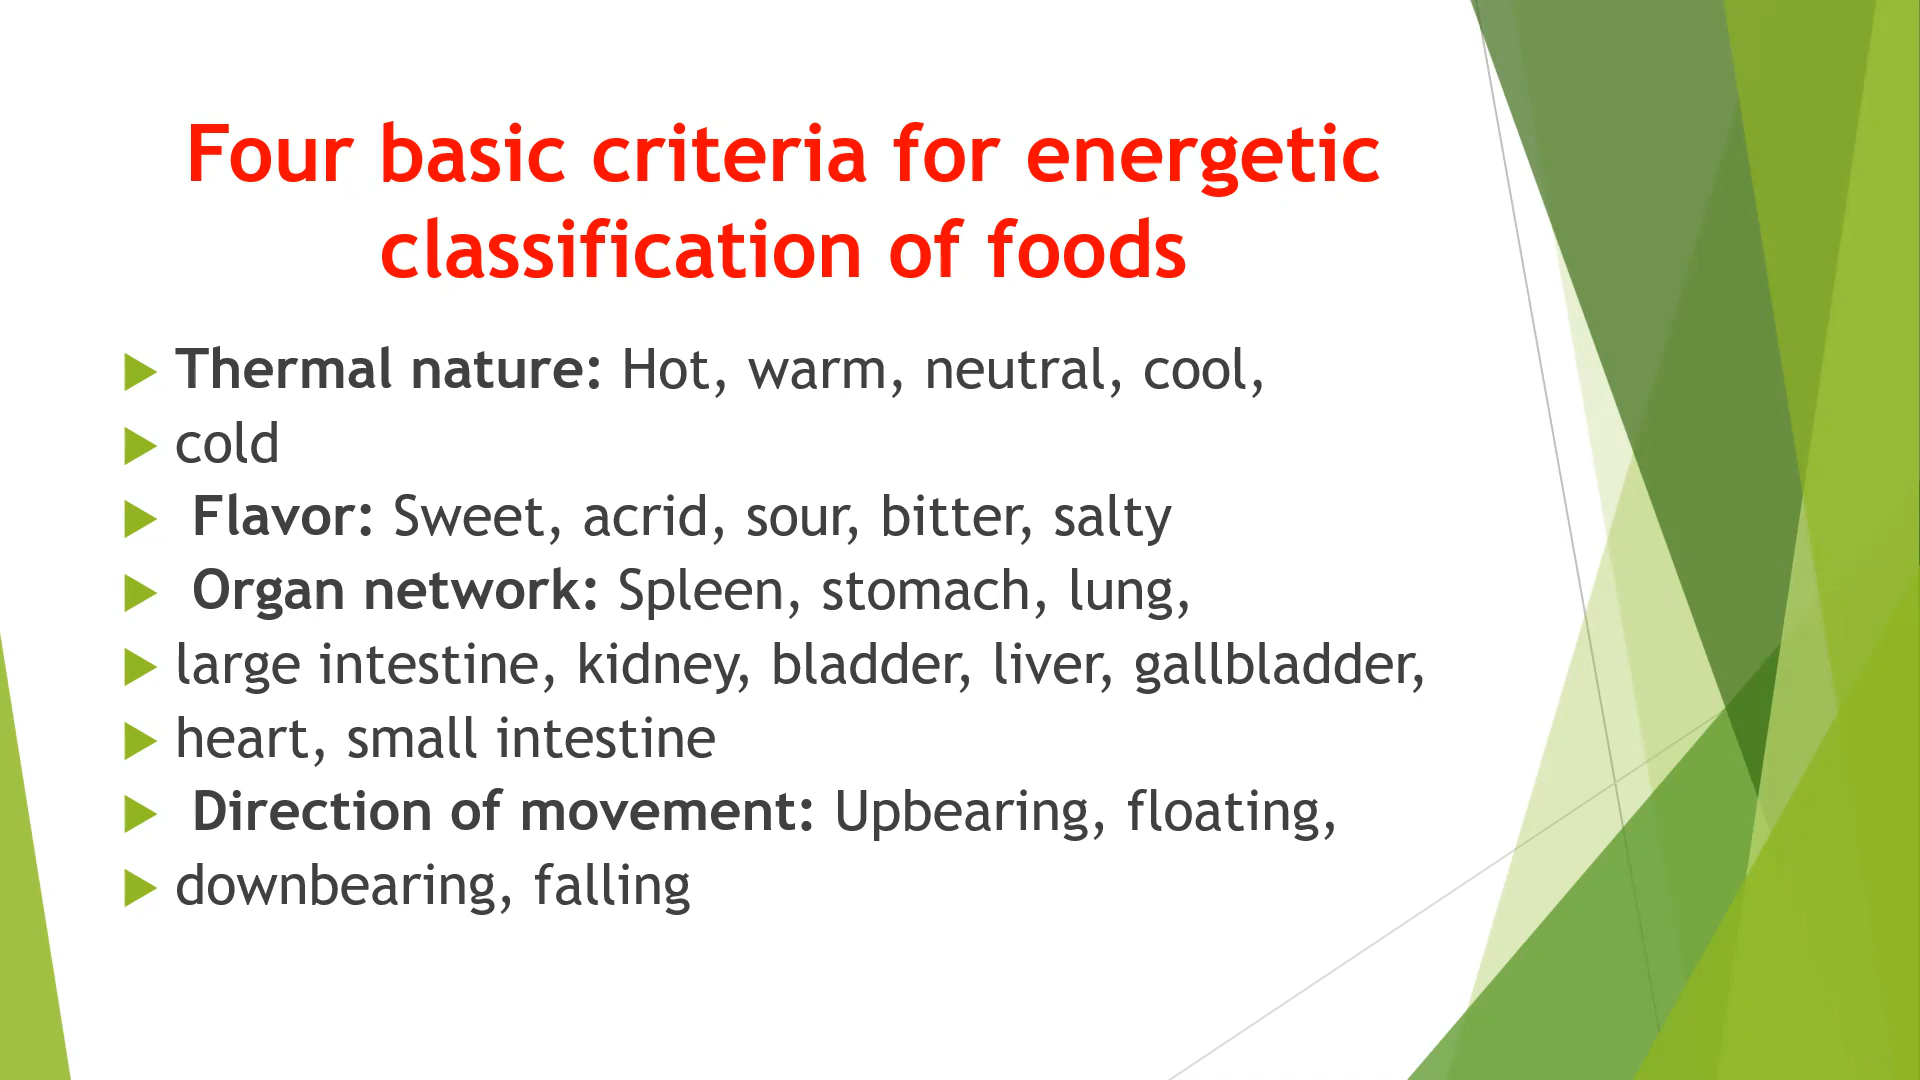 Four basic criteria for energetic
classification of foods
Thermal nature: Hot, warm, neutral, cool,
cold
Flavor: Sweet, acrid, sour, bitter, salty
Organ network: Spleen, stomach, lung,
large intestine, kidney, bladder, liver, gallbladder,
heart, small intestine
Direction of movement: Upbearing, floating,
downbearing, falling